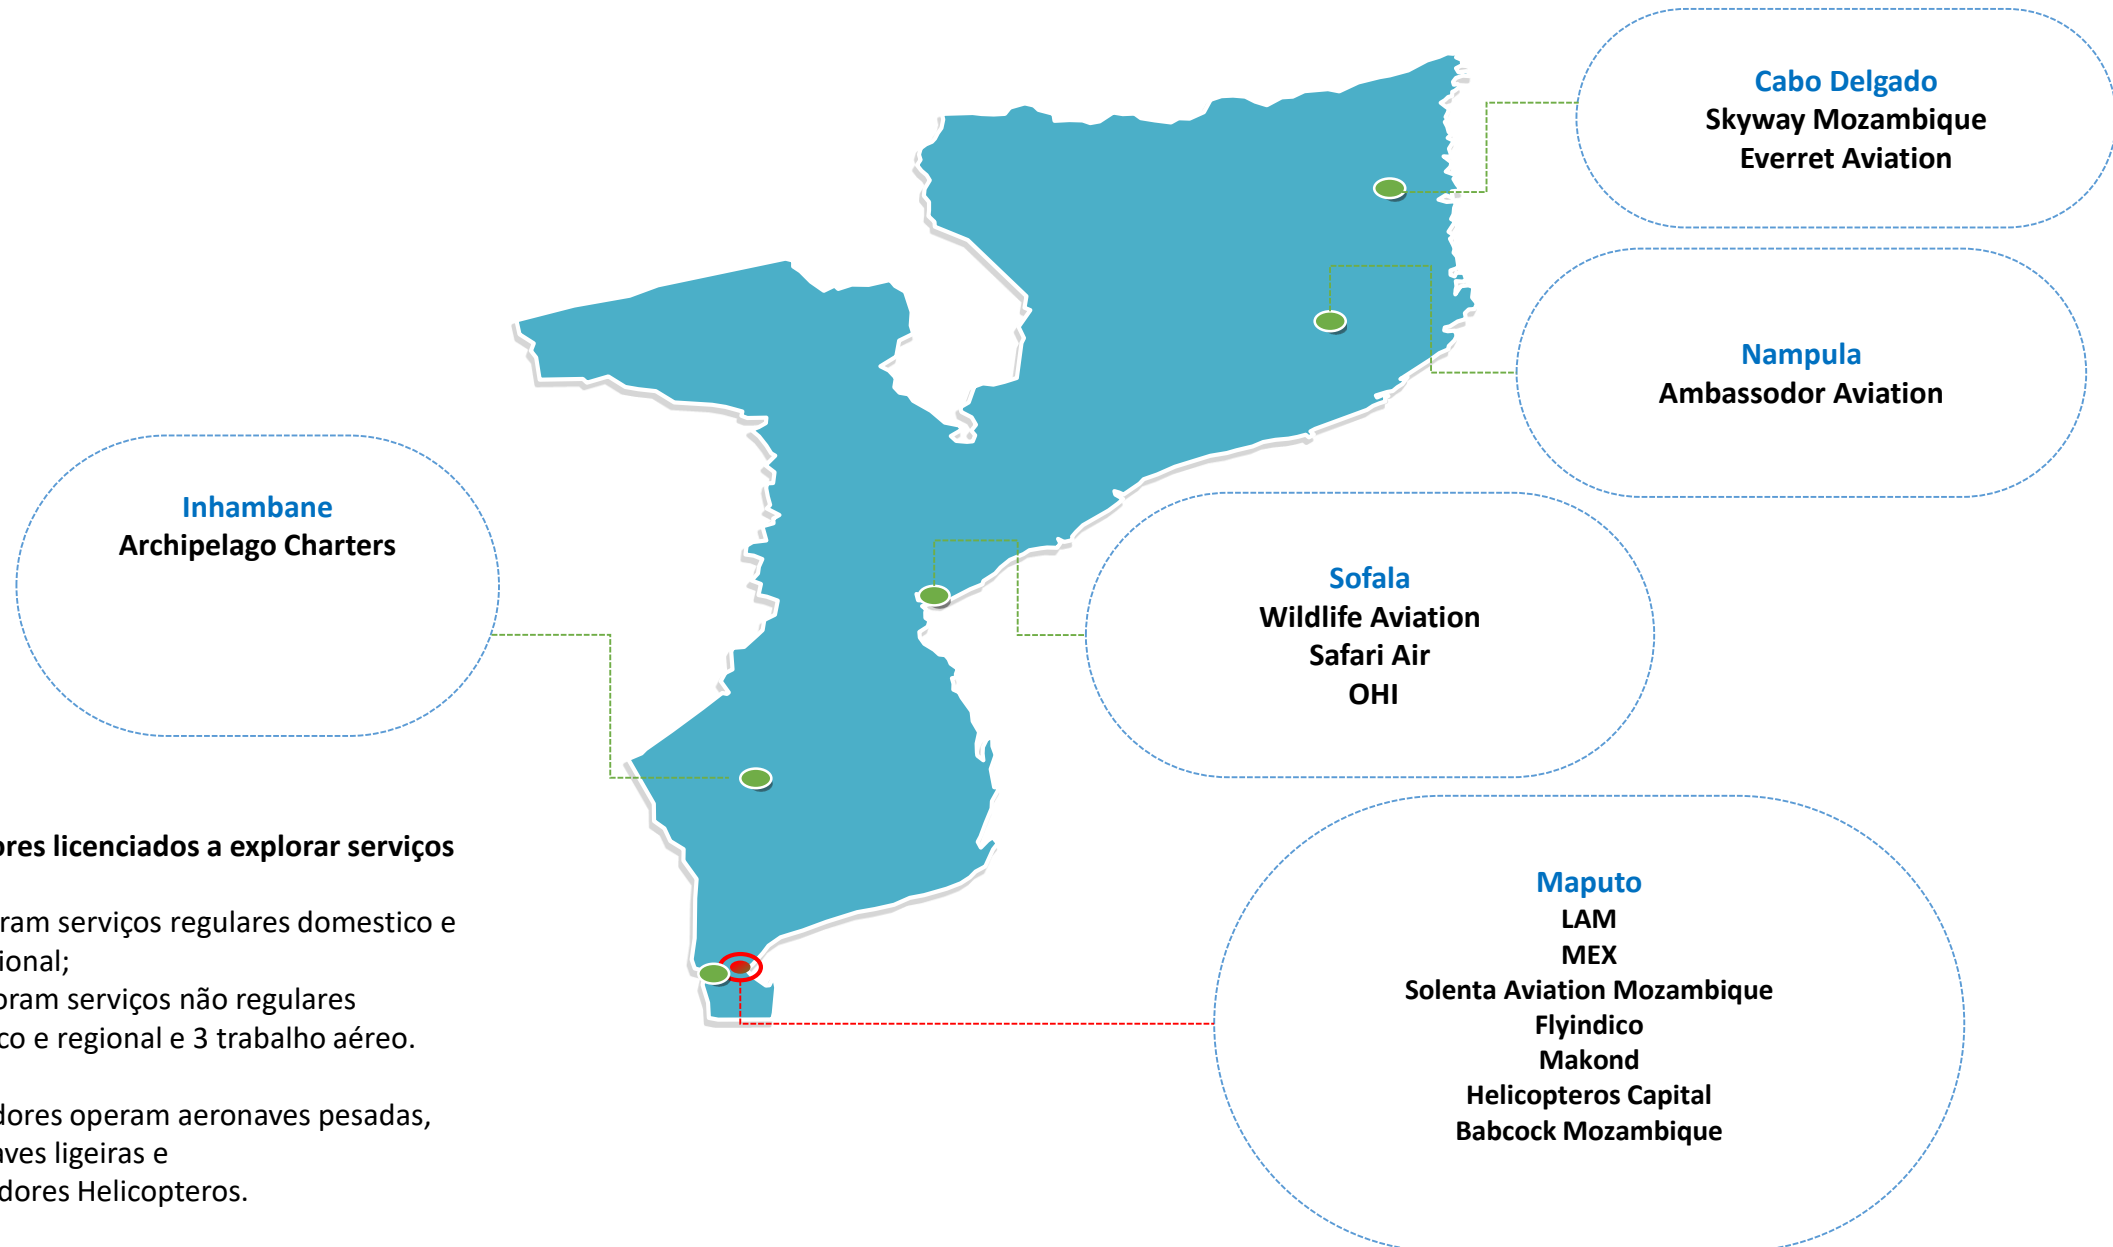 Cabo Delgado
Skyway Mozambique
Everret Aviation
Nampula
Ambassodor Aviation
Inhambane
Archipelago Charters
Sofala
Wildlife Aviation
Safari Air
OHI
ores licenciados a explorar serviços
ram serviços regulares domestico e
ional;
oram serviços não regulares
co e regional e 3 trabalho aéreo.
dores operam aeronaves pesadas,
aves ligeiras e
dores Helicopteros.
Maputo
LAM
MEX
Solenta Aviation Mozambique
Flyindico
Makond
Helicopteros Capital
Babcock Mozambique